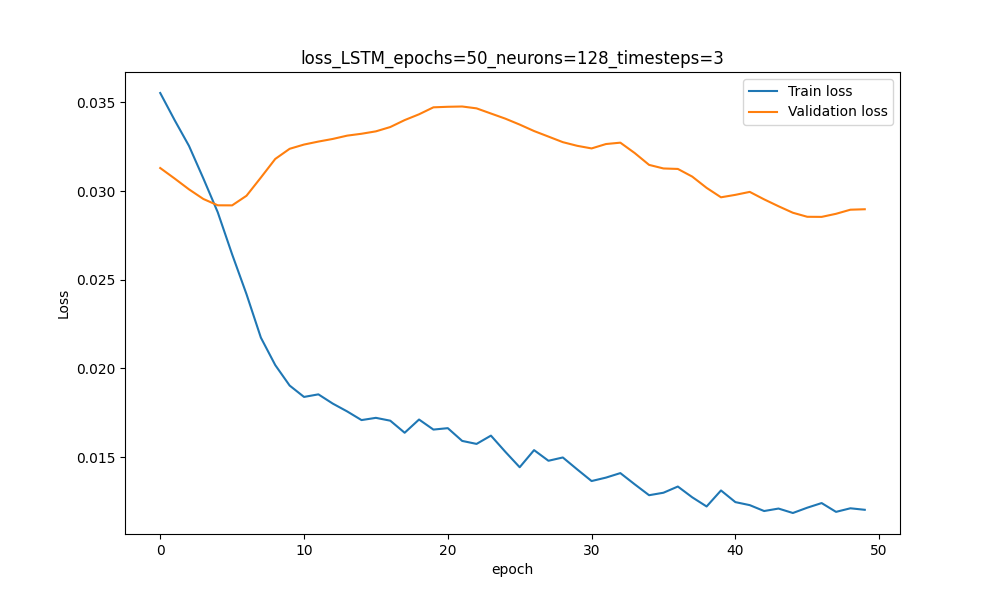 loss_LSTM_epochs=50_neurons=128_timesteps=3
Train loss
Validation loss
0.035
0.030
0.025
0.020
0.015
Loss
0
10
20
30
40
50
epoch